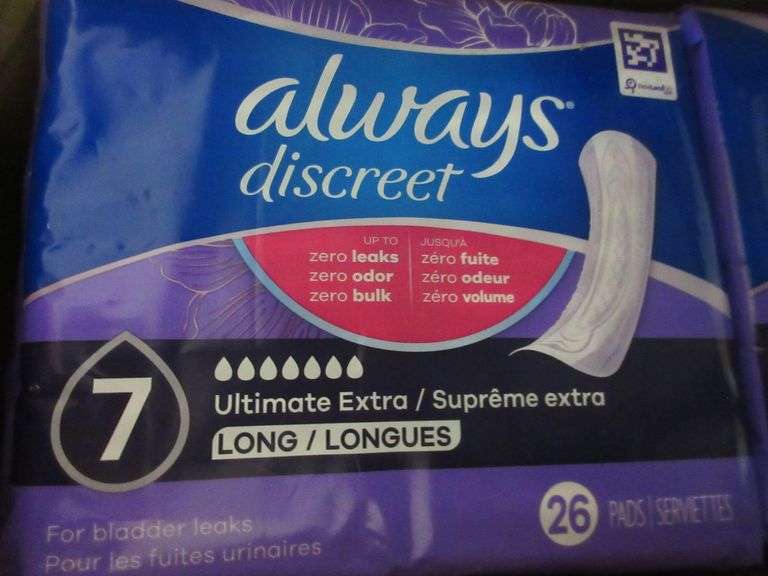 always®
discreet
UP TO
zero leaks
zero odor
zero bulk
JUSQU'À
zéro fuite
zéro odeur
zéro volume
7
Ultimate Extra / Suprême extra
LONG / LONGUES
26 PADS | SERVIETTES
For bladder leaks
Pour les fuites urinaires